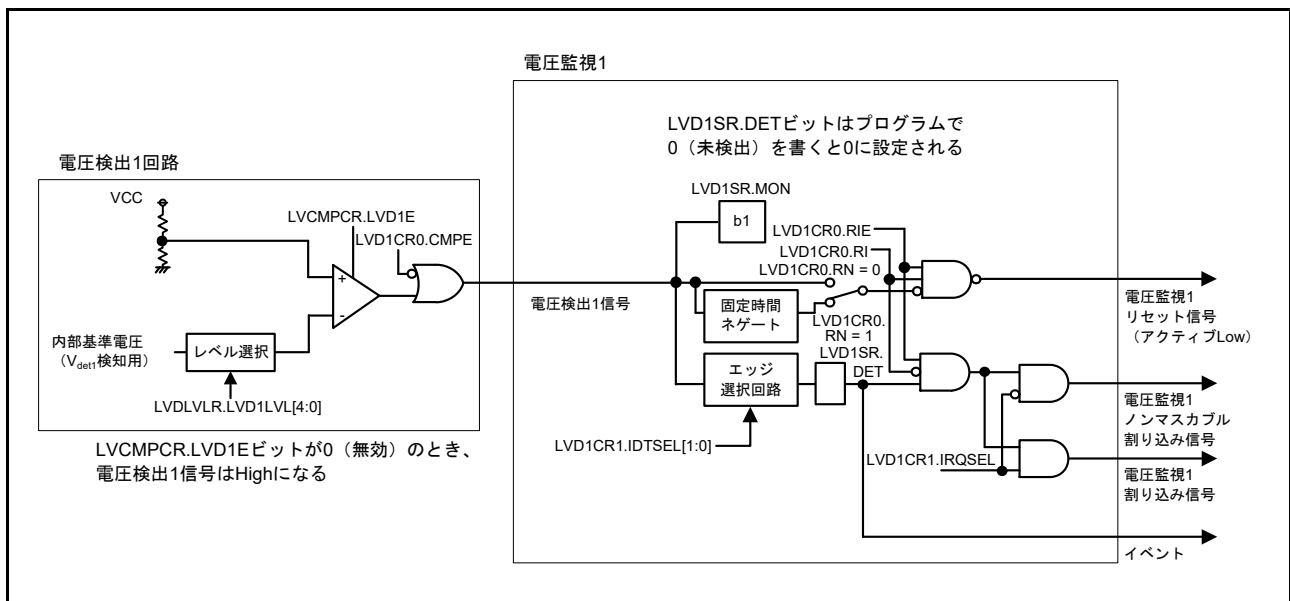 電圧監視1
LVD1SR.DETビットはプログラムで
0（未検出）を書くと0に設定される
電圧検出1回路
VCC
LVCMPCR.LVD1E
LVD1CR0.CMPE
+
-
内部基準電圧
（Vdet1検知用）
レベル選択
LVDLVLR.LVD1LVL[4:0]
LVCMPCR.LVD1Eビットが0（無効）のとき、
電圧検出1信号はHighになる
電圧検出1信号
LVD1SR.MON
b1
LVD1CR0.RIE
LVD1CR0.RI
LVD1CR0.RN = 0
固定時間
ネゲート
LVD1CR0.
RN = 1
エッジ
選択回路
LVD1SR.
DET
LVD1CR1.IDTSEL[1:0]
LVD1CR1.IRQSEL
電圧監視1
リセット信号
（アクティブLow）
電圧監視1
ノンマスカブル
割り込み信号
電圧監視1
割り込み信号
イベント